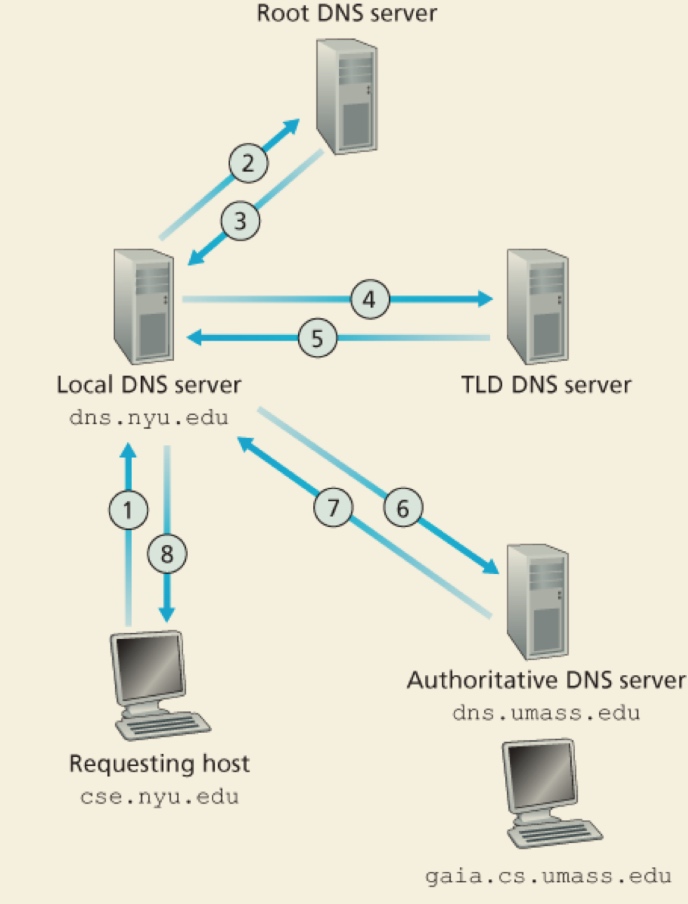 Root DNS server
2
3
4
5
Local DNS server
dns.nyu.edu
TLD DNS server
1
8
7
6
Authoritative DNS server
dns.umass.edu
Requesting host
cse.nyu.edu
gaia.cs.umass.edu